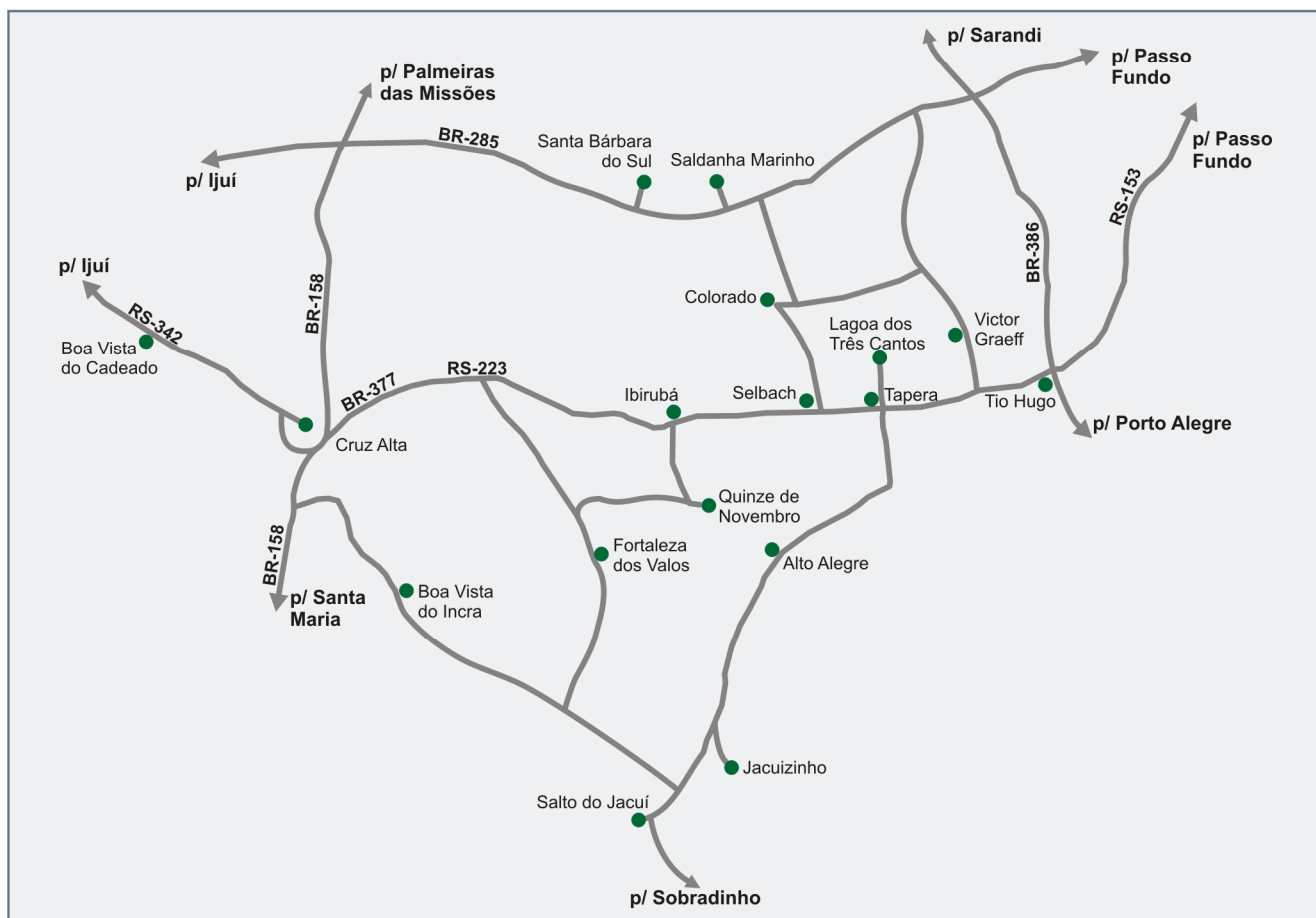 p/ Sarandi
p/ Passo
Fundo
p/ Palmeiras
das Missões
p/ Passo
Fundo
BR-285
Santa Bárbara
do Sul
Saldanha Marinho
p/ Ijuí
RS-153
BR-386
p/ Ijuí
BR-158
RS-342
Colorado
Lagoa dos
Três Cantos
Victor
Graeff
Boa Vista
do Cadeado
BR-377
RS-223
Ibirubá
Selbach
Tapera
Tio Hugo
p/ Porto Alegre
Cruz Alta
Quinze de
Novembro
BR-158
Fortaleza
dos Valos
Alto Alegre
p/ Santa
Maria
Boa Vista
do Incra
Jacuizinho
Salto do Jacuí
p/ Sobradinho